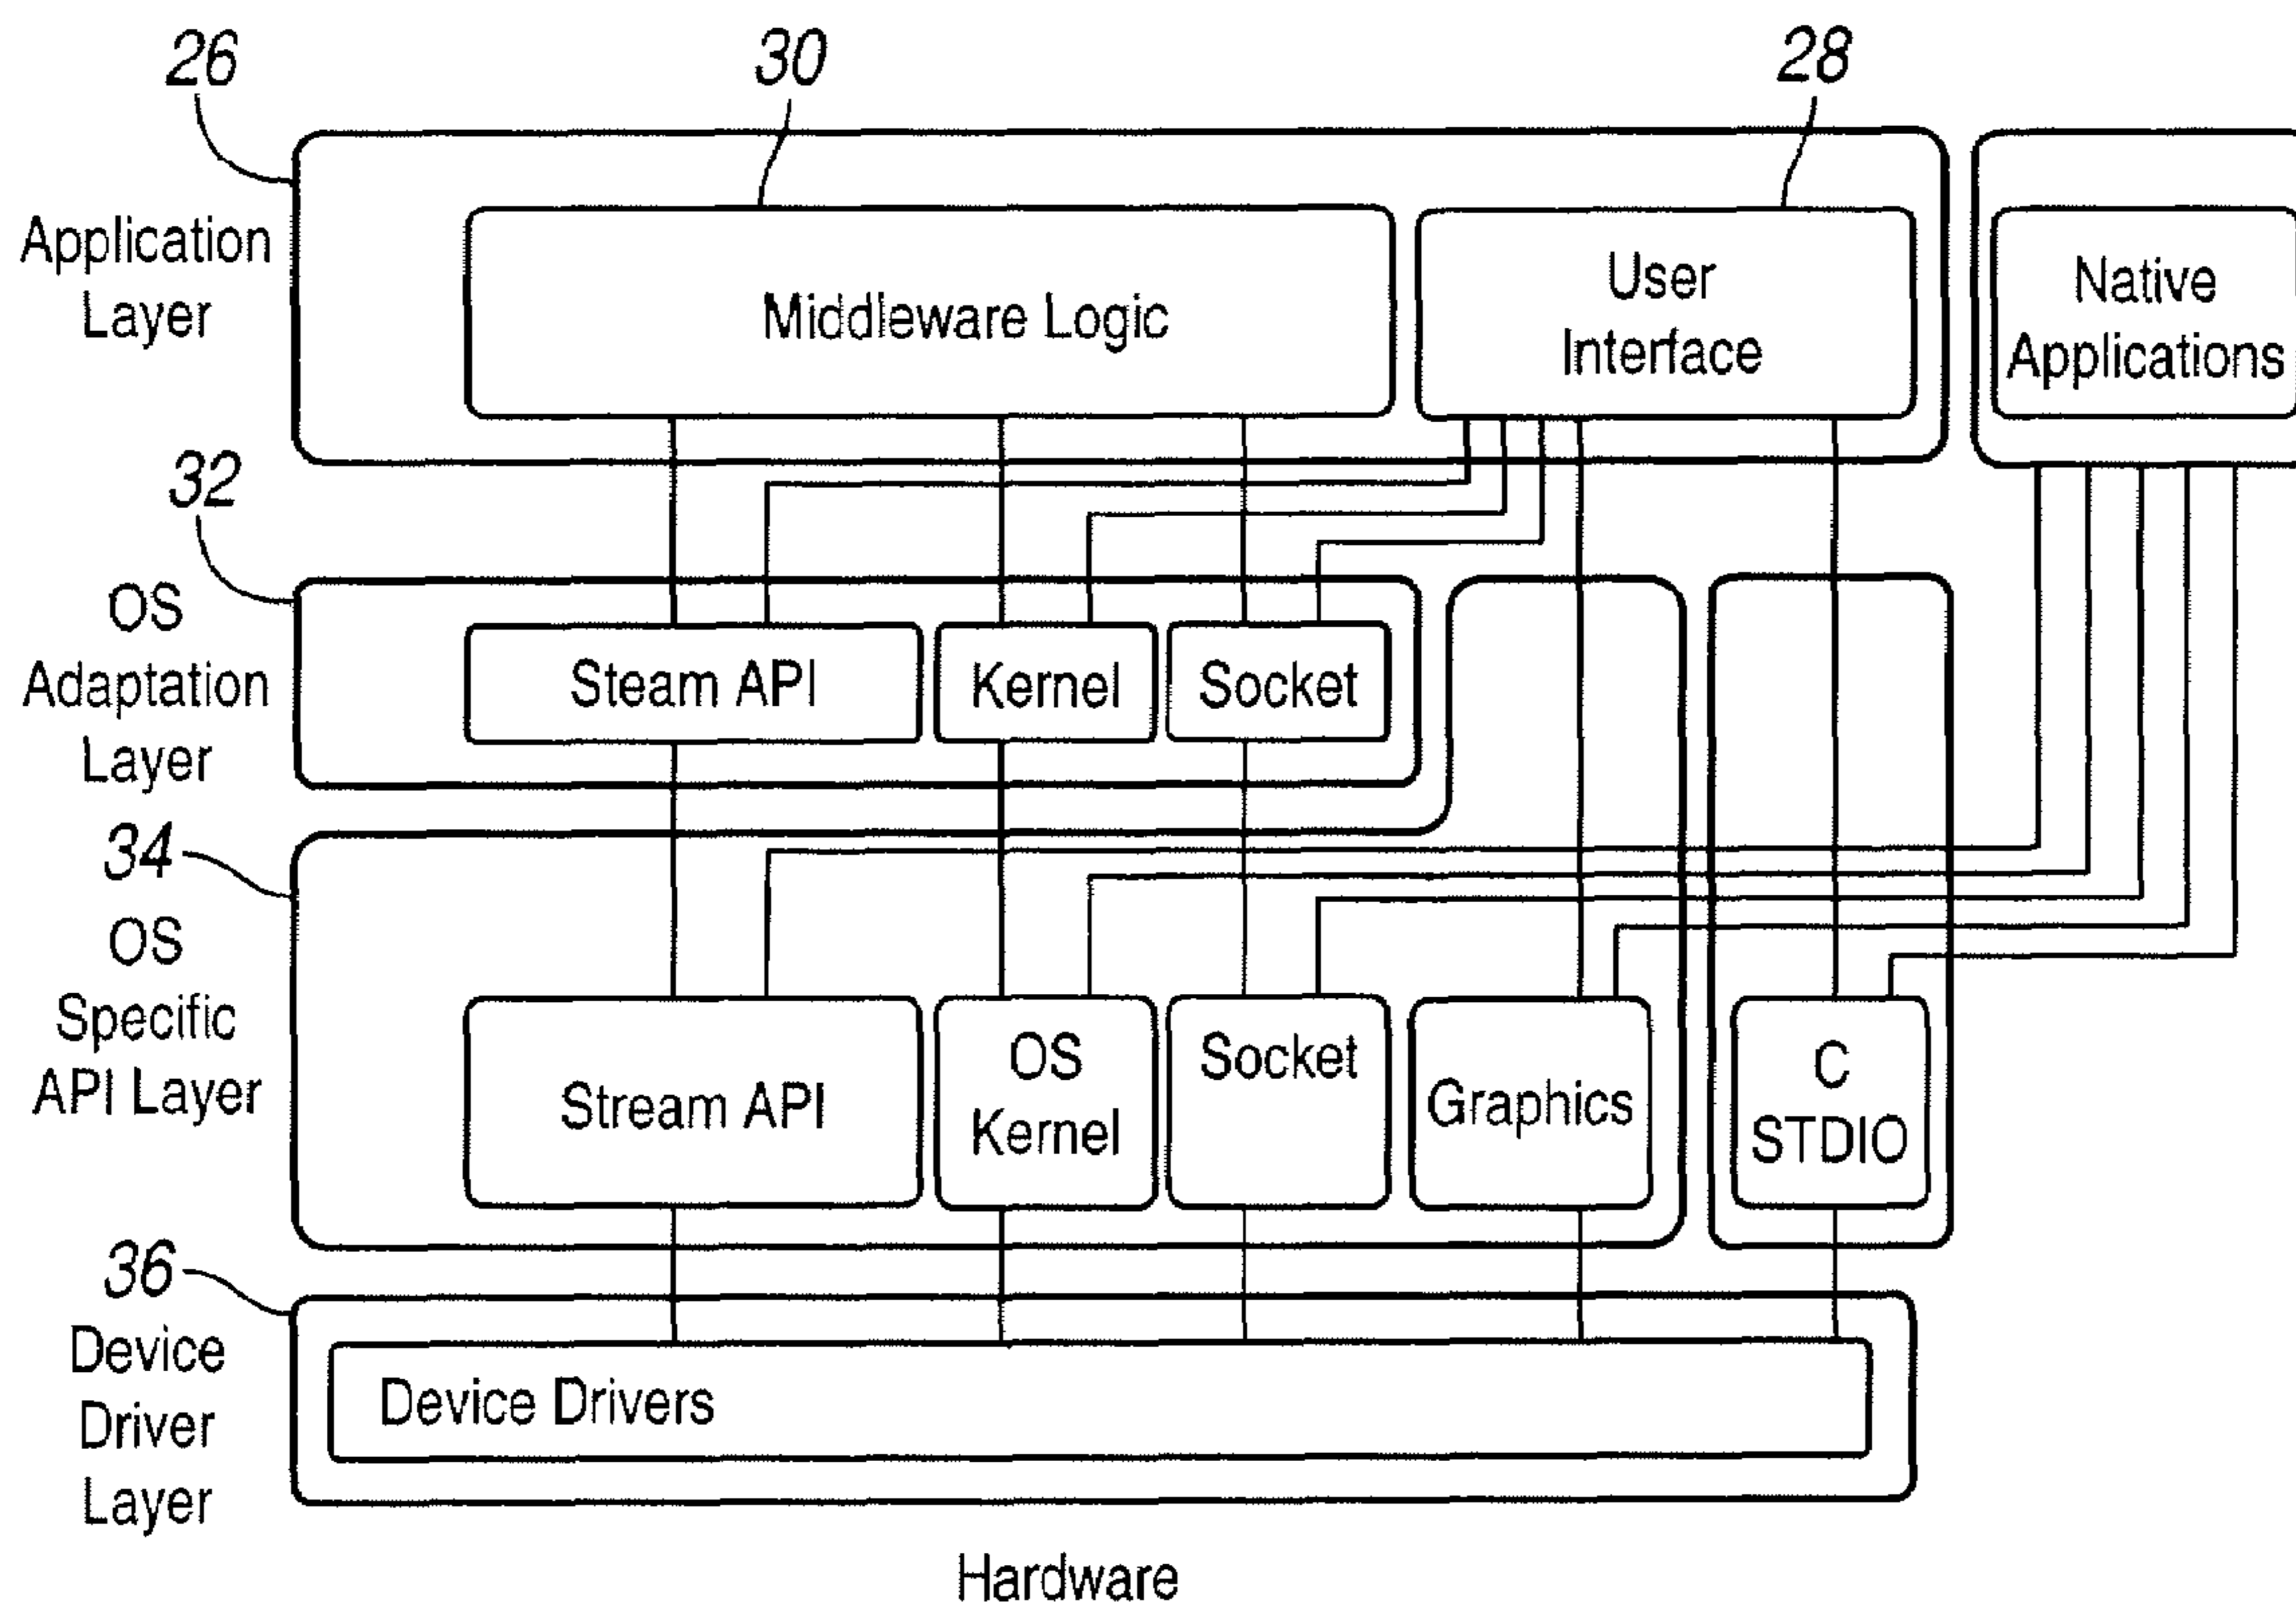 26
30
28
Application
Layer
Middleware Logic
User
Interface
Native
Applications
32
OS
Adaptation
Layer
Steam API
Kernel
Socket
34
OS
Specific
API Layer
Stream API
OS
Kernel
Socket
Graphics
C
STDIO
36
Device
Driver
Layer
Device Drivers
Hardware